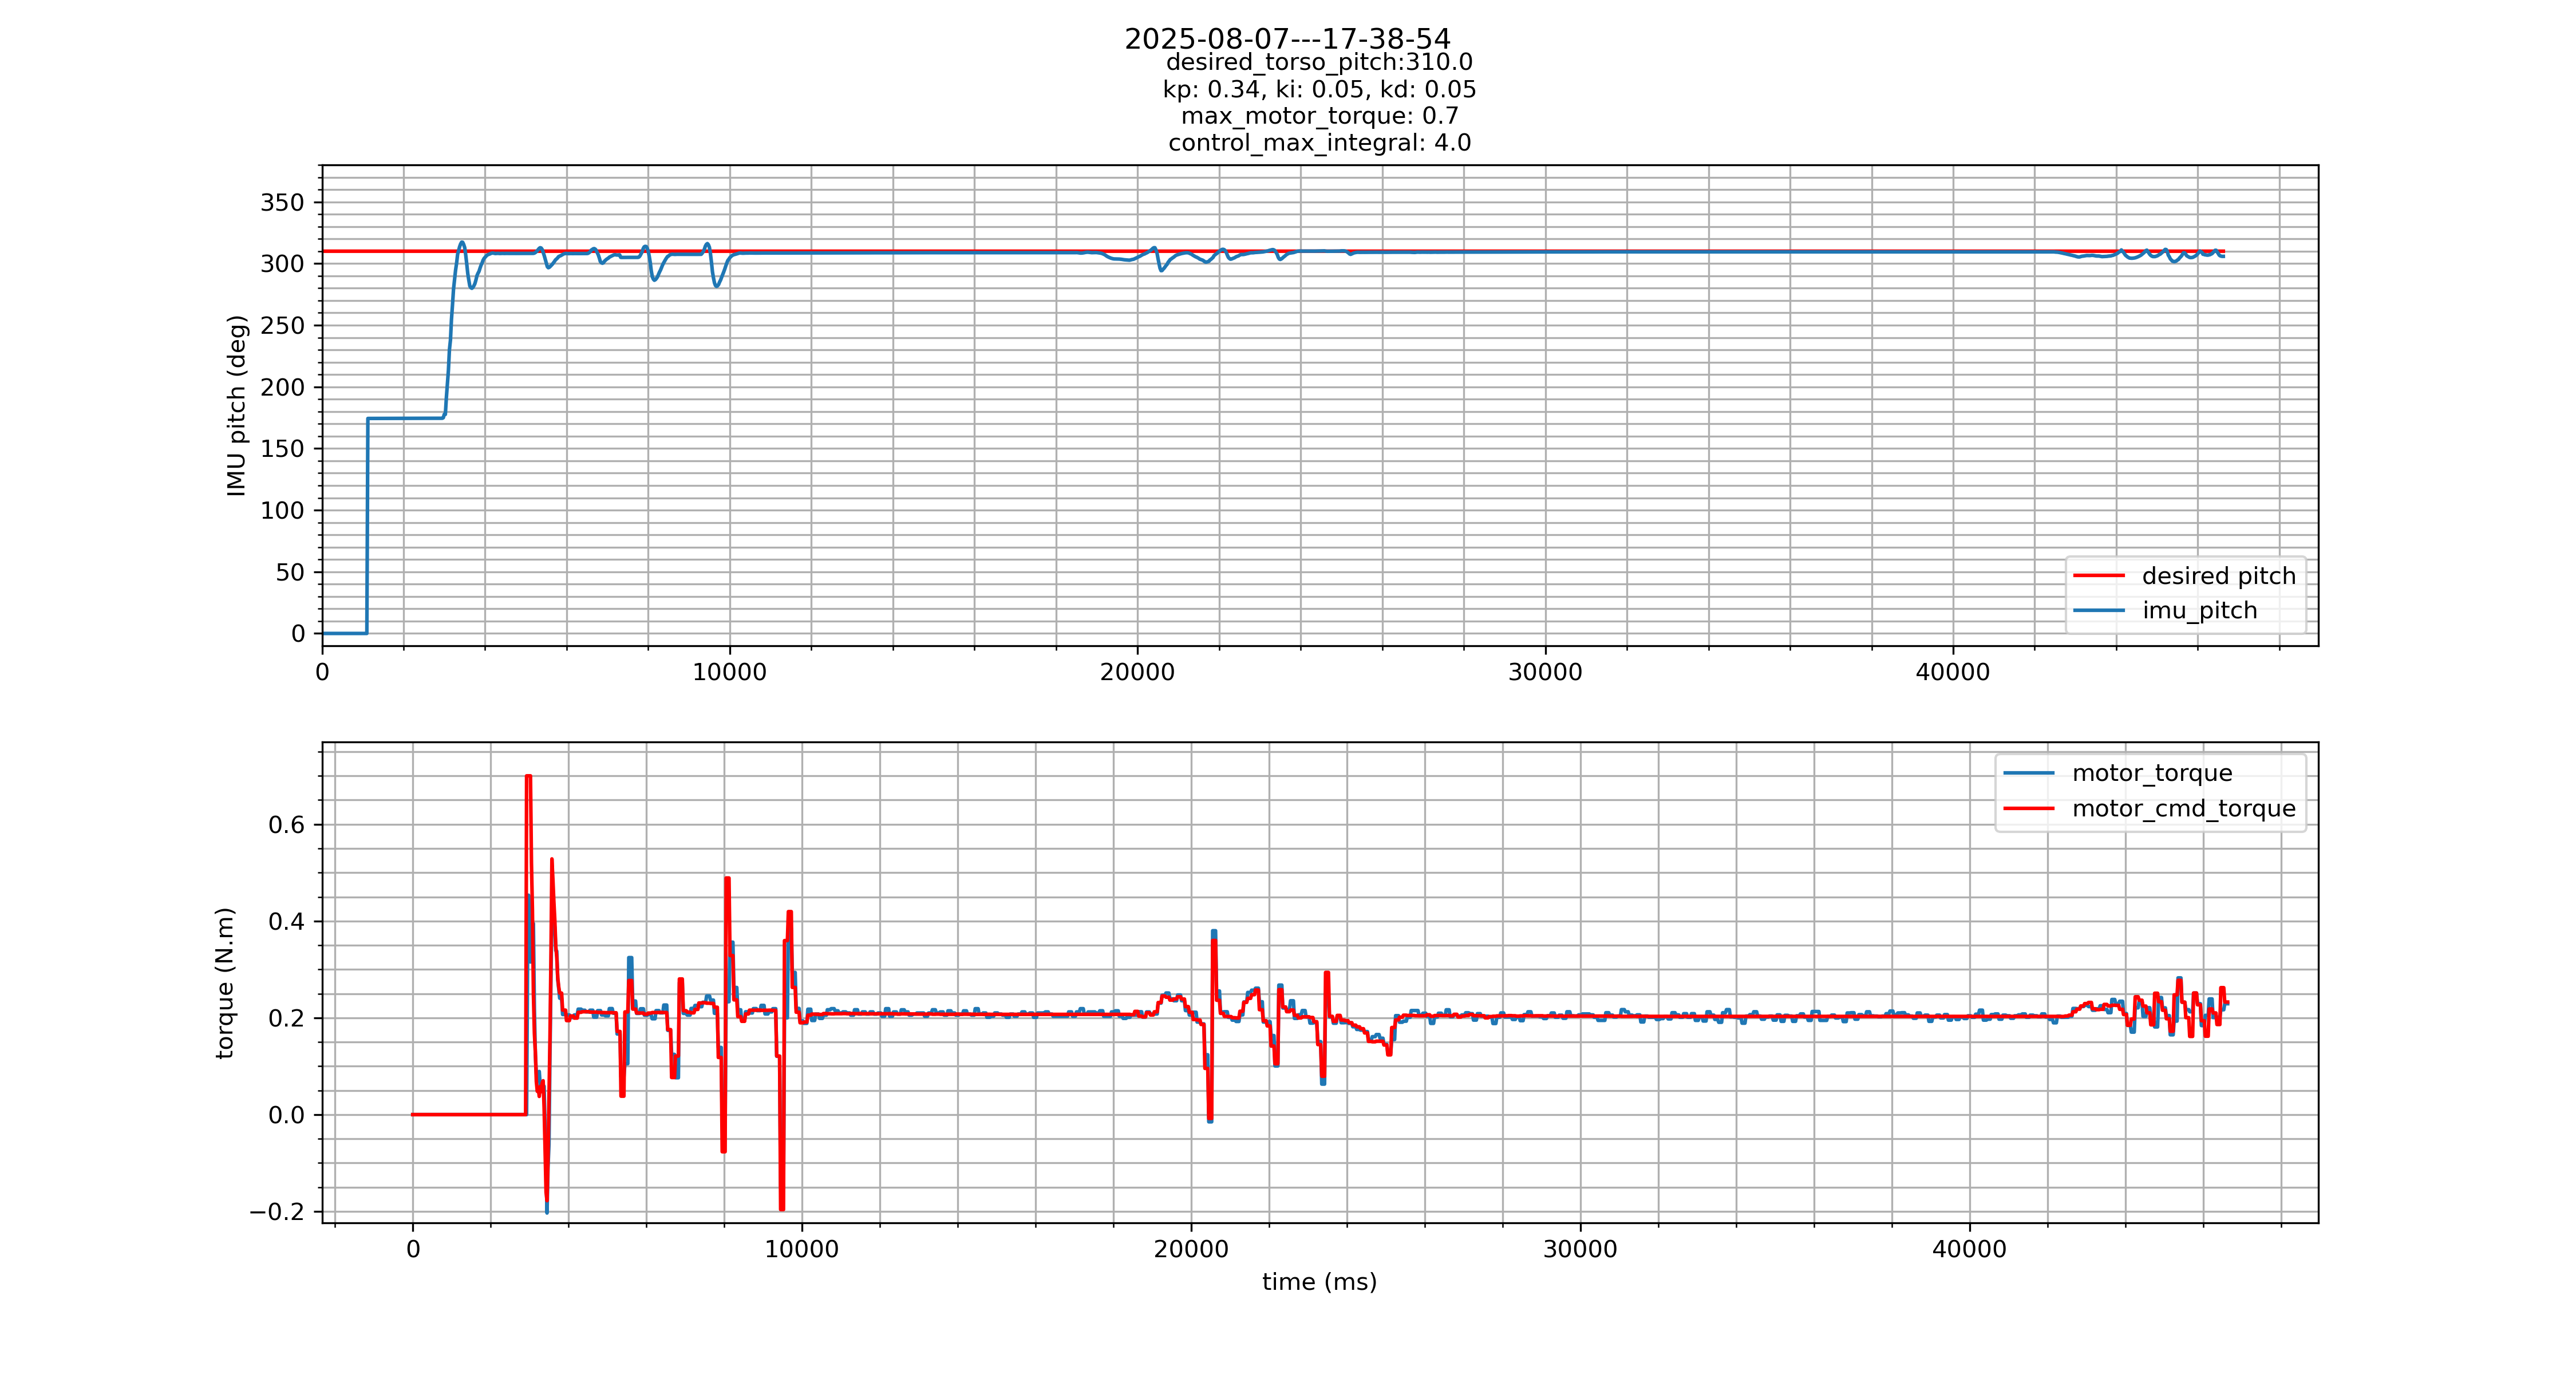 2025-08-07---17-38-54
desired_torso_pitch:310.0
kp: 0.34, ki: 0.05, kd: 0.05
max_motor_torque: 0.7
control_max_integral: 4.0
350
300
250
200
150
100
50
0
IMU pitch (deg)
desired pitch
imu_pitch
0 10000 20000 30000 40000
motor_torque
motor_cmd_torque
0.6
0.4
0.2
0.0
−0.2
torque (N.m)
0 10000 20000 30000 40000
time (ms)